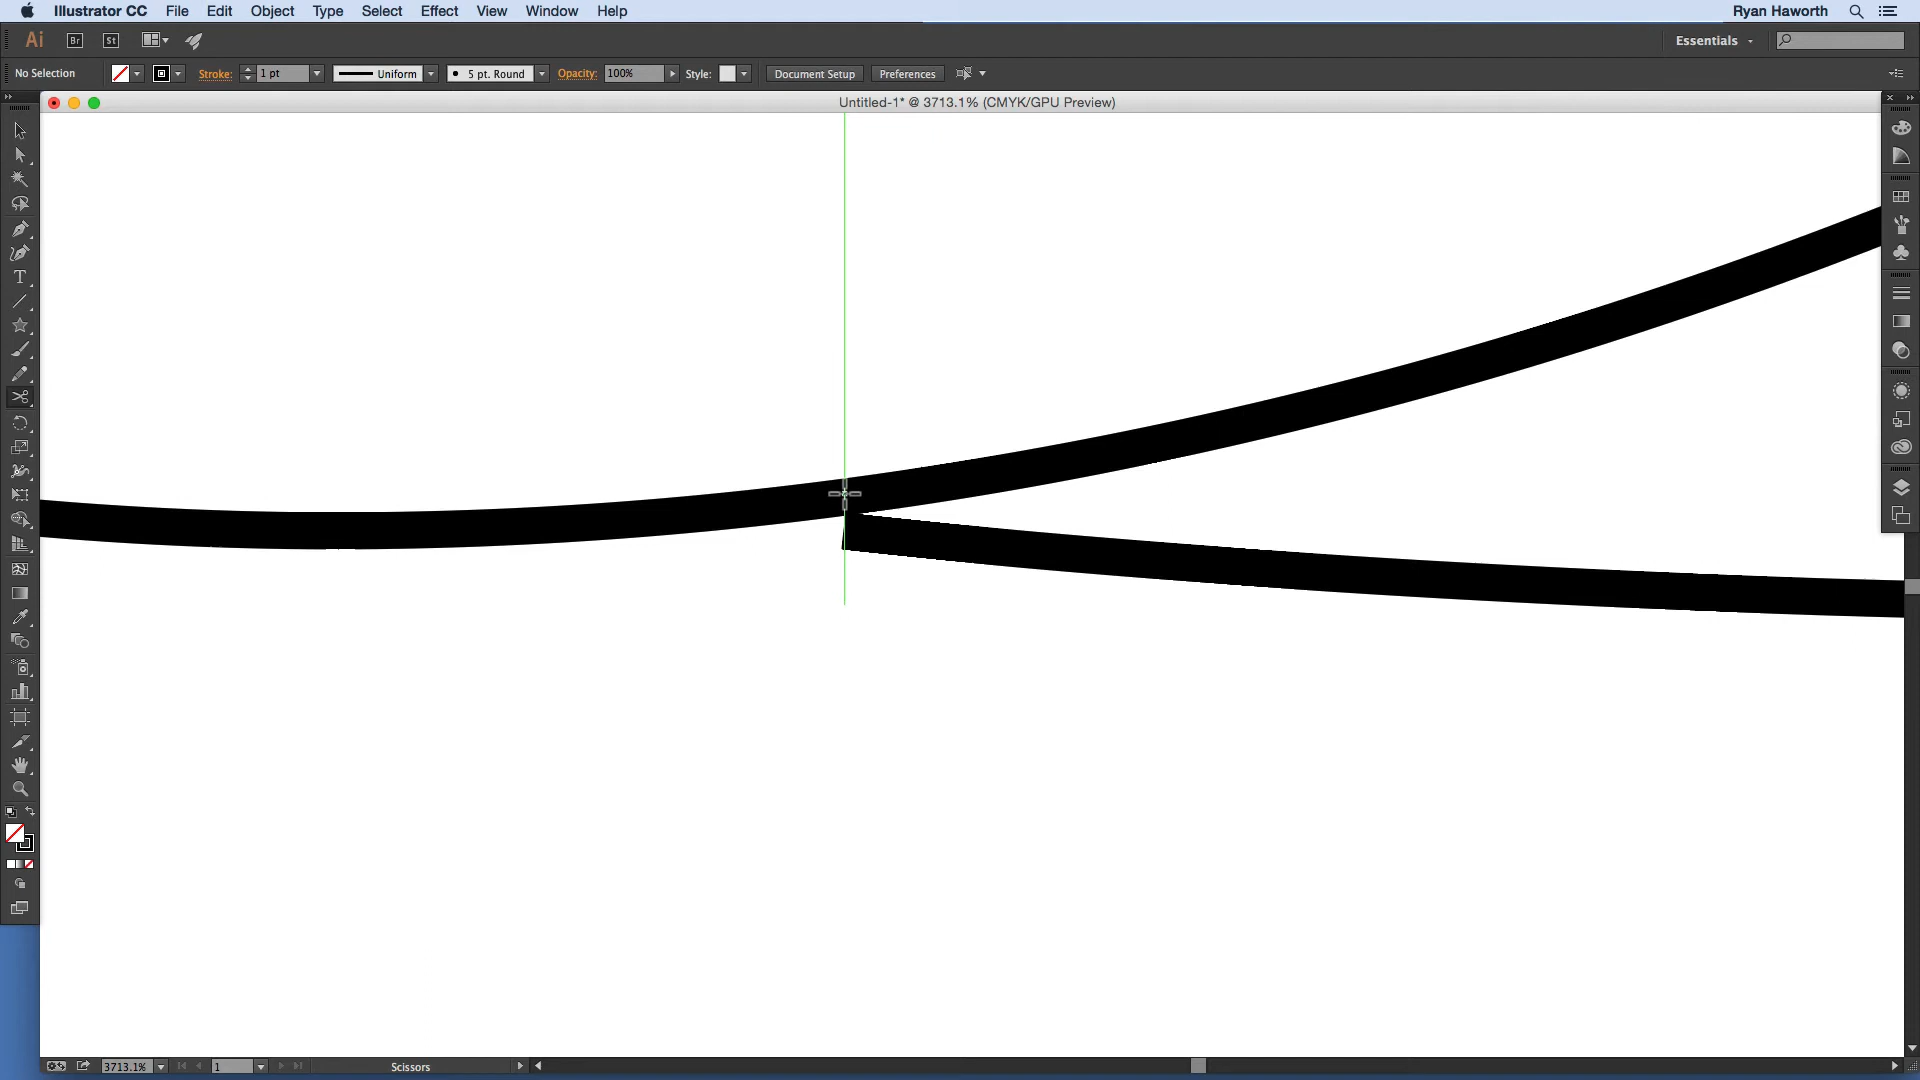 Illustrator CC File Edit Object Type Select Effect View Window Help Ryan Haworth
Ai Br St Essentials
No Selection Stroke: 1 pt Uniform 5 pt. Round Opacity: 100% Style: Document Setup Preferences
Untitled-1* @ 3713.1% (CMYK/GPU Preview)
T
3713.1% 1 Scissors